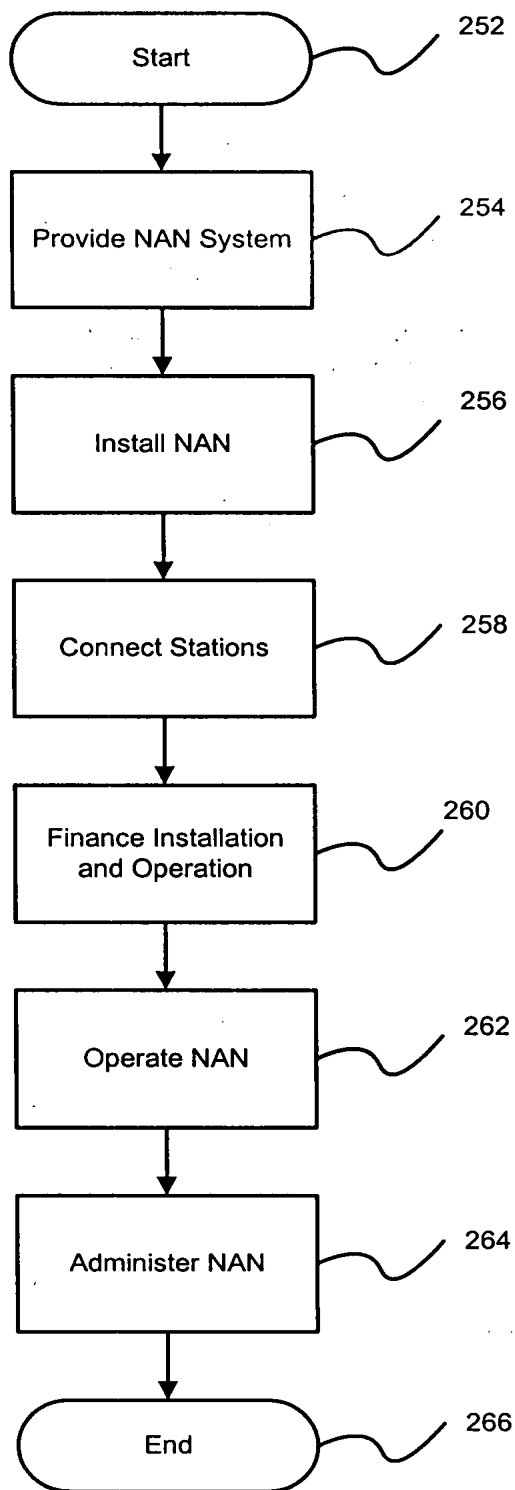 Start
252
Provide NAN System
254
Install NAN
256
Connect Stations
258
Finance Installation
and Operation
260
Operate NAN
262
Administer NAN
264
End
266